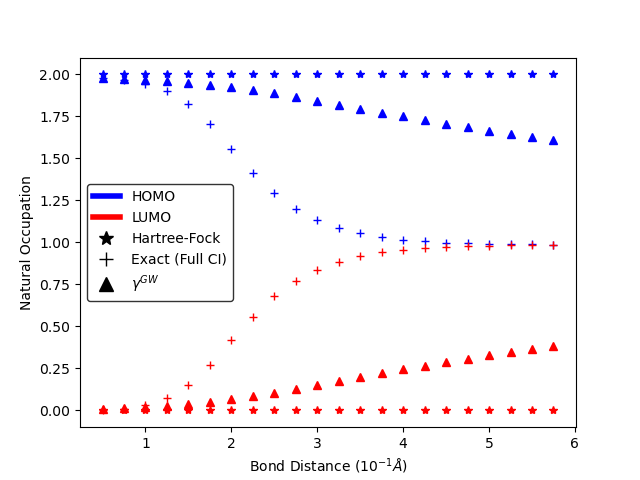 2.00
1.75
1.50
1.25
1.00
0.75
0.50
0.25
0.00
Natural Occupation
HOMO
LUMO
Hartree-Fock
Exact (Full CI)
γ^{GW}
1 2 3 4 5 6
Bond Distance (10⁻¹Å)